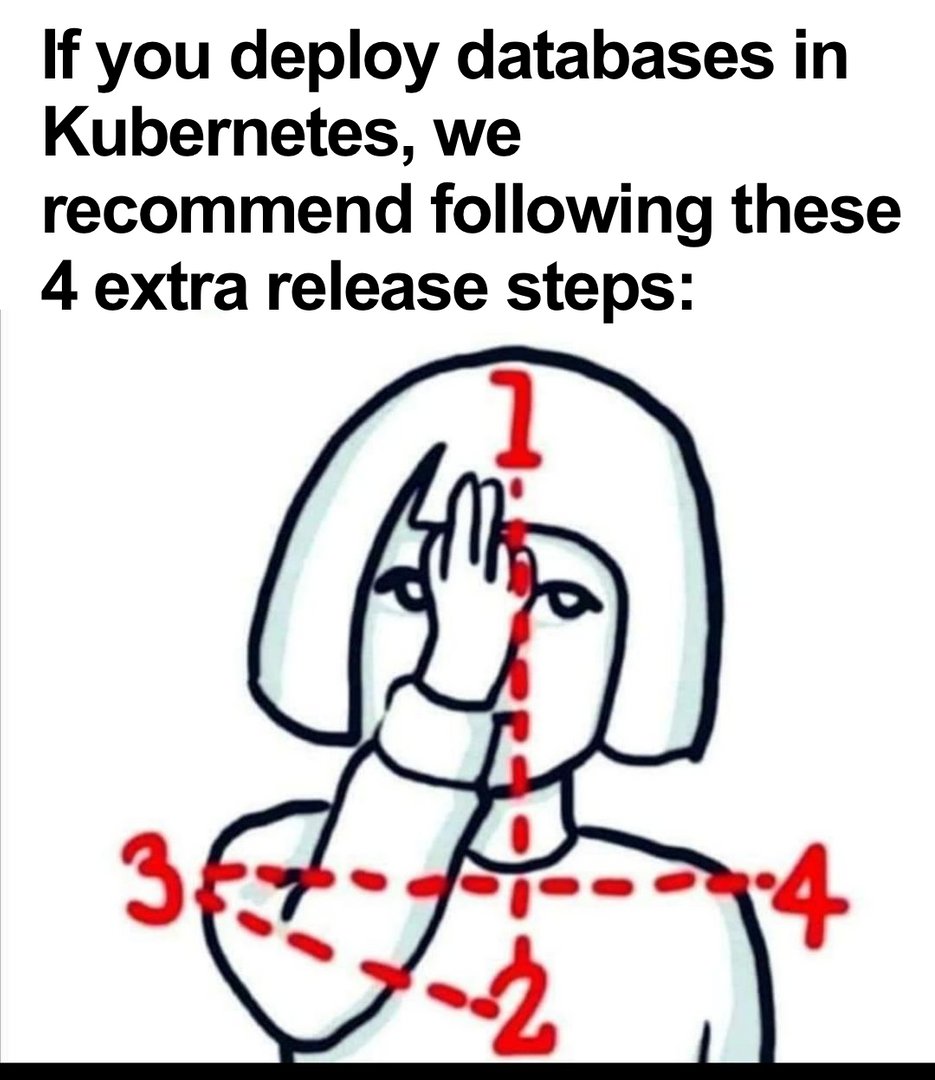 If you deploy databases in
Kubernetes, we
recommend following these
4 extra release steps:
1
3
4
2